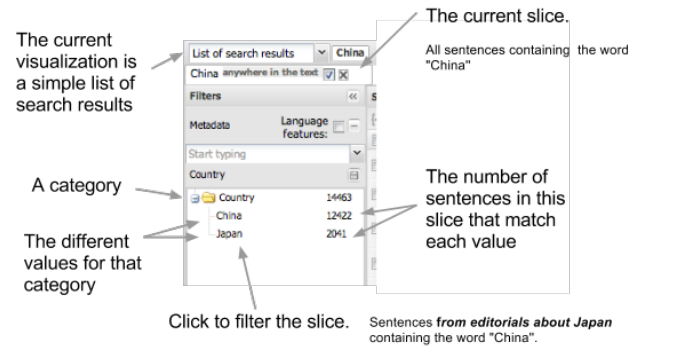 The current slice.
All sentences containing the word
"China"
The current
visualization is
a simple list of
search results
List of search results
China
China anywhere in the text
Filters
S
Metadata
Language
features:
Start typing
Country
A category
Country 14463
China 12422
Japan 2041
The different
values for that
category
The number of
sentences in this
slice that match
each value
Click to filter the slice.
Sentences from editorials about Japan
containing the word "China".